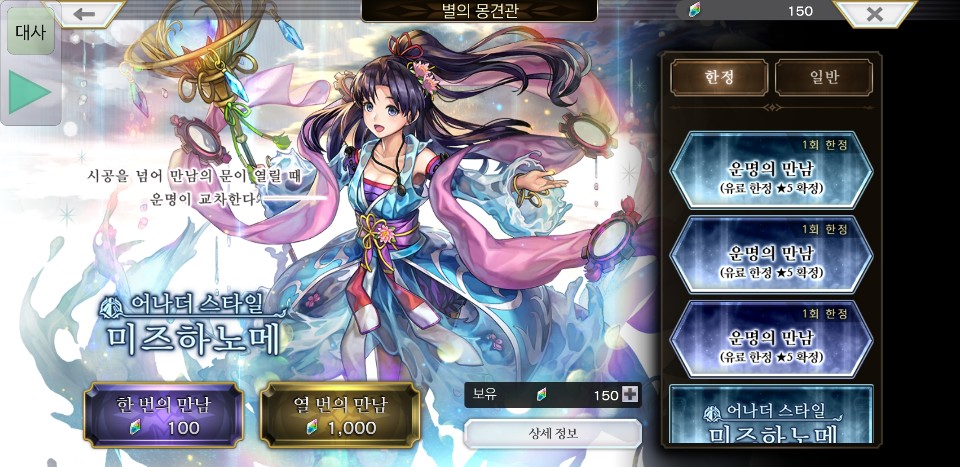 대사
별의 몽견관
150
한정
일반
시공을 넘어 만남의 문이 열릴 때
운명이 교차한다
어나더 스타일
미즈하노메
한 번의 만남
100
열 번의 만남
1,000
보유
150
상세 정보
1회 한정
운명의 만남
(유료 한정 ★5 확정)
1회 한정
운명의 만남
(유료 한정 ★5 확정)
1회 한정
운명의 만남
(유료 한정 ★5 확정)
어나더 스타일
미즈하노메